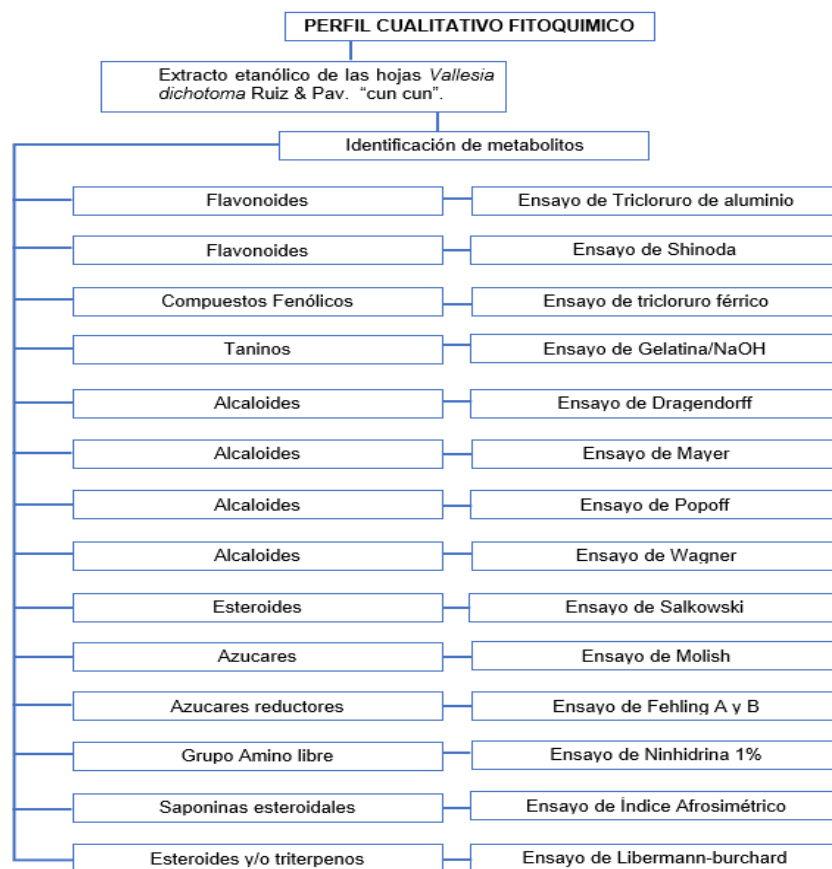 PERFIL CUALITATIVO FITOQUIMICO
Extracto etanólico de las hojas Vallesia
dichotoma Ruiz & Pav. “cun cun”.
Identificación de metabolitos
Flavonoides
Ensayo de Tricloruro de aluminio
Flavonoides
Ensayo de Shinoda
Compuestos Fenólicos
Ensayo de tricloruro férrico
Taninos
Ensayo de Gelatina/NaOH
Alcaloides
Ensayo de Dragendorff
Alcaloides
Ensayo de Mayer
Alcaloides
Ensayo de Popoff
Alcaloides
Ensayo de Wagner
Esteroides
Ensayo de Salkowski
Azucares
Ensayo de Molish
Azucares reductores
Ensayo de Fehling A y B
Grupo Amino libre
Ensayo de Ninhidrina 1%
Saponinas esteroidales
Ensayo de Índice Afrosimétrico
Esteroides y/o triterpenos
Ensayo de Libermann-burchard